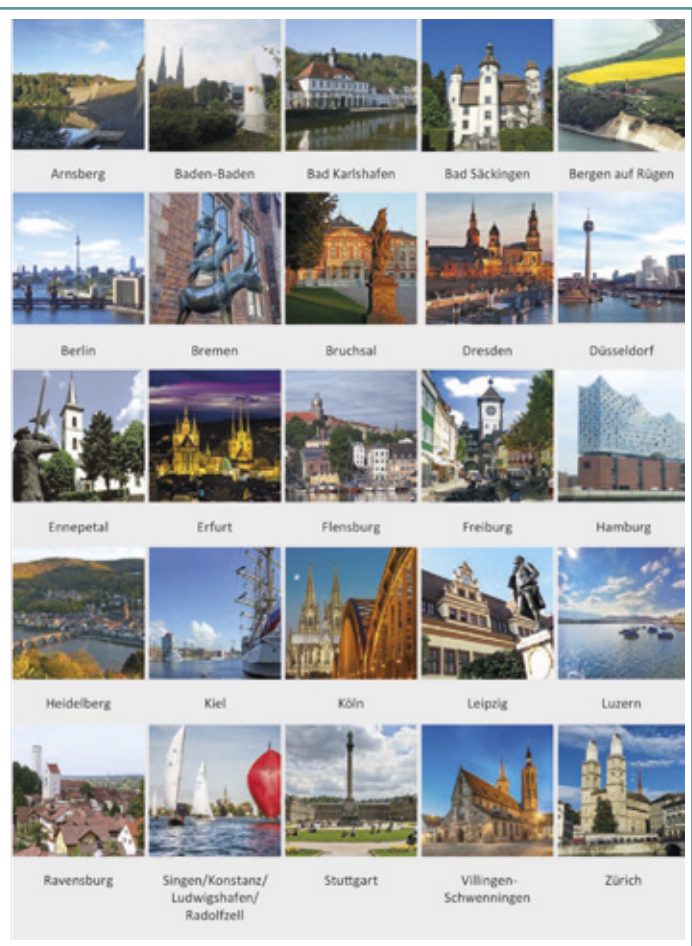 Arnsberg
Baden-Baden
Bad Karlshafen
Bad Säckingen
Bergen auf Rügen
Berlin
Bremen
Bruchsal
Dresden
Düsseldorf
Ennepetal
Erfurt
Flensburg
Freiburg
Hamburg
Heidelberg
Kiel
Köln
Leipzig
Luzern
Ravensburg
Singen/Konstanz/
Ludwigshafen/
Radolfzell
Stuttgart
Villingen-
Schwenningen
Zürich